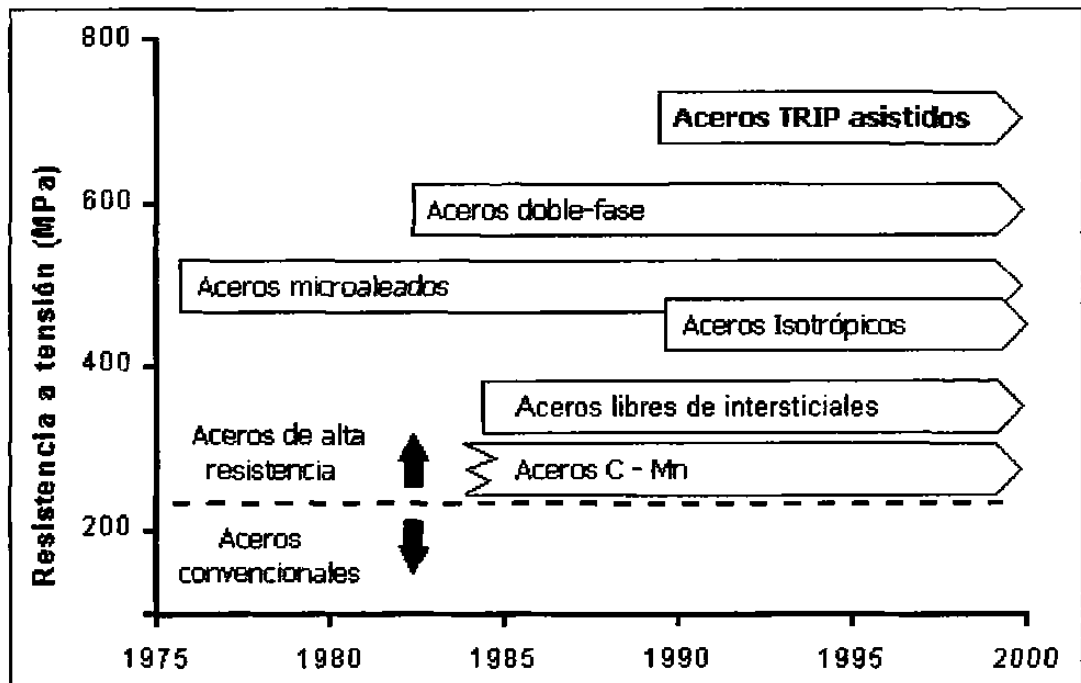 Resistencia a tensión (MPa)
800
600
400
200
Aceros TRIP asistidos
Aceros doble-fase
Aceros microaleados
Aceros Isotrópicos
Aceros libres de intersticiales
Aceros C - Mn
Aceros de alta
resistencia
Aceros
convencionales
1975 1980 1985 1990 1995 2000